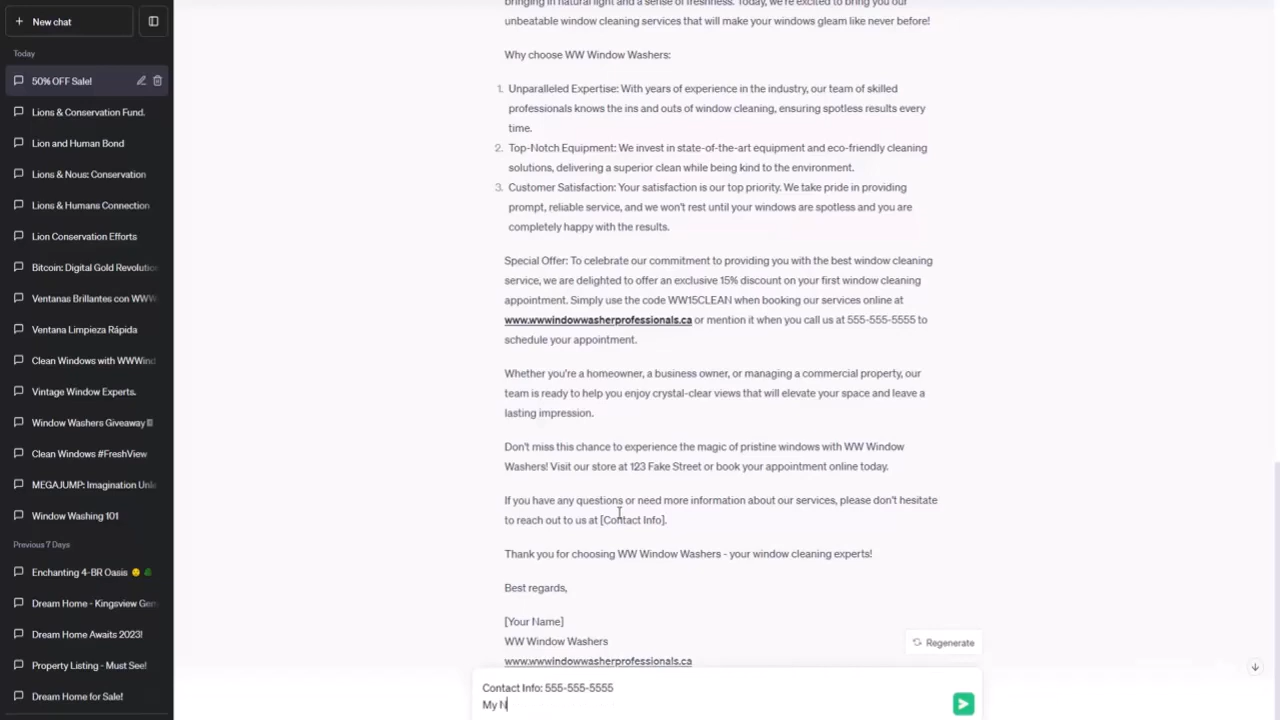 New chat
Today
50% OFF Sale!
Lions & Conservation Fund.
Lion and Human Bond
Lions & Nous: Conservation
Lions & Humans Connection
Lion Conservation Efforts
Bitcoin: Digital Gold Revolutio
Ventanas Brillantes con WWW
Ventana Limpieza Rápida
Clean Windows with WWWind
Vintage Window Experts.
Window Washers Giveaway
Clean Windows #FreshView
MEGAJUMP: Imagination Unle
Window Washing 101
Previous 7 Days
Enchanting 4-BR Oasis
Dream Home - Kingsview Gem
Dream Home Awaits 2023!
Property Listing - Must See!
Dream Home for Sale!
bringing in natural light and a sense of freshness. Today, we're excited to bring you our
unbeatable window cleaning services that will make your windows gleam like never before!
Why choose WW Window Washers:
1. Unparalleled Expertise: With years of experience in the industry, our team of skilled
professionals knows the ins and outs of window cleaning, ensuring spotless results every
time.
2. Top-Notch Equipment: We invest in state-of-the-art equipment and eco-friendly cleaning
solutions, delivering a superior clean while being kind to the environment.
3. Customer Satisfaction: Your satisfaction is our top priority. We take pride in providing
prompt, reliable service, and we won't rest until your windows are spotless and you are
completely happy with the results.
Special Offer: To celebrate our commitment to providing you with the best window cleaning
service, we are delighted to offer an exclusive 15% discount on your first window cleaning
appointment. Simply use the code WW15CLEAN when booking our services online at
www.wwindowwasherprofessionals.ca or mention it when you call us at 555-555-5555 to
schedule your appointment.
Whether you're a homeowner, a business owner, or managing a commercial property, our
team is ready to help you enjoy crystal-clear views that will elevate your space and leave a
lasting impression.
Don't miss this chance to experience the magic of pristine windows with WW Window
Washers! Visit our store at 123 Fake Street or book your appointment online today.
If you have any questions or need more information about our services, please don't hesitate
to reach out to us at [Contact Info].
Thank you for choosing WW Window Washers - your window cleaning experts!
Best regards,
[Your Name]
WW Window Washers
www.wwindowwasherprofessionals.ca
Regenerate
Contact Info: 555-555-5555
My N